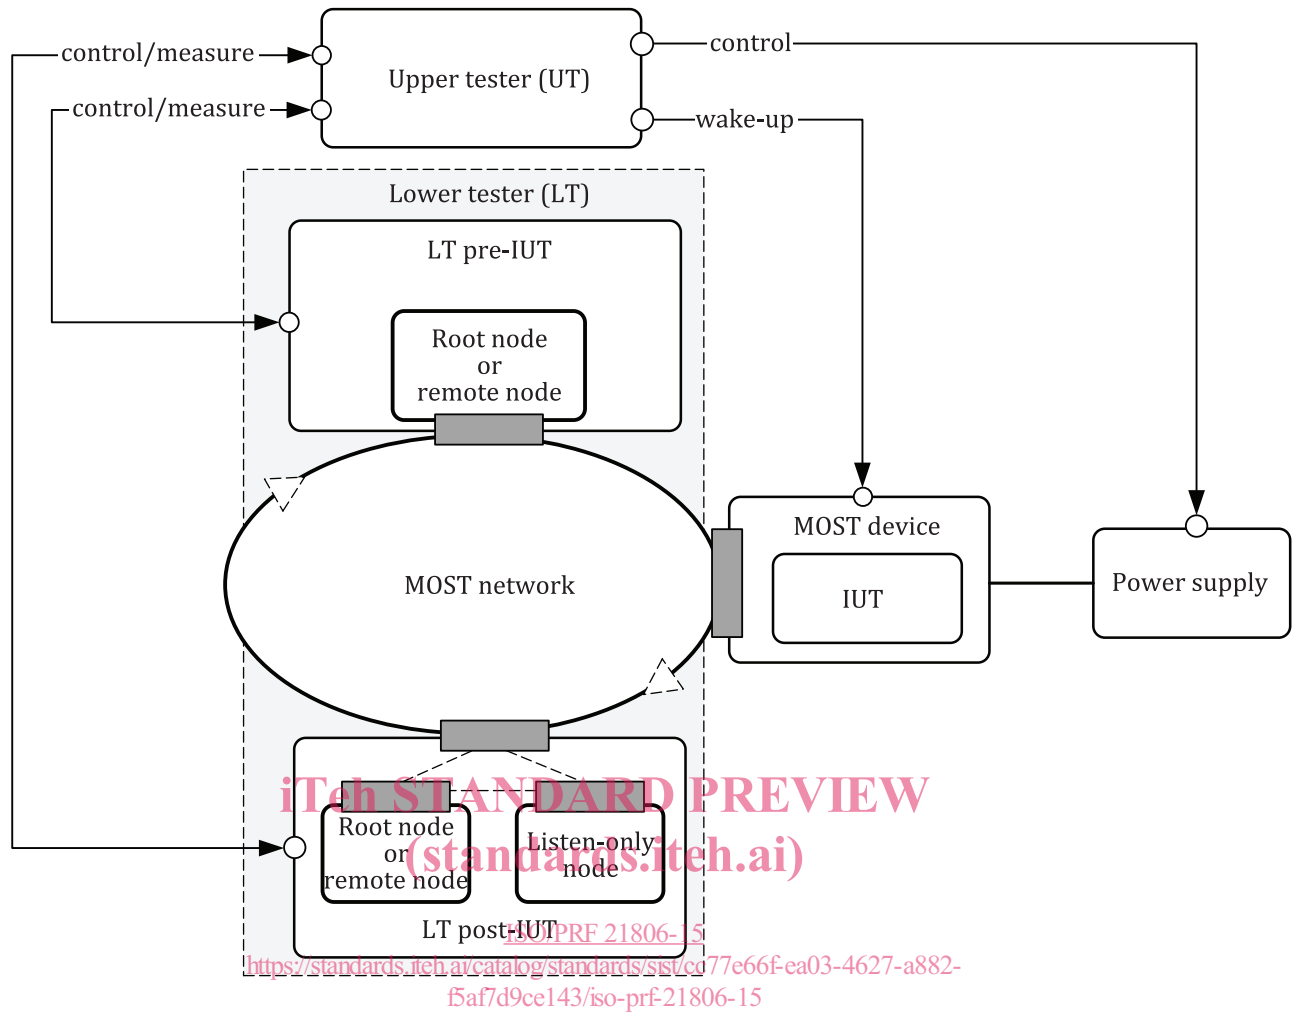 control/measure
control/measure
Upper tester (UT)
control
wake-up
Lower tester (LT)
LT pre-IUT
Root node
or
remote node
MOST network
MOST device
IUT
Power supply
iTeh STANDARD PREVIEW
(standards.iteh.ai)
Root node
or
remote node
Listen-only
node
LT post-IUT
ISO/PRF 21806-15
https://standards.iteh.ai/catalog/standards/sist/cc77e66f-ea03-4627-a882-
f5af7d9ce143/iso-prf-21806-15